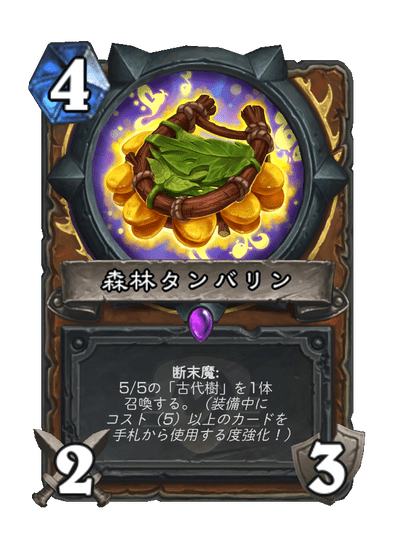 4
森林タンバリン
断末魔:
5/5の「古代樹」を1体
召喚する。（装備中に
コスト（5）以上のカードを
手札から使用する度強化！）
2
3